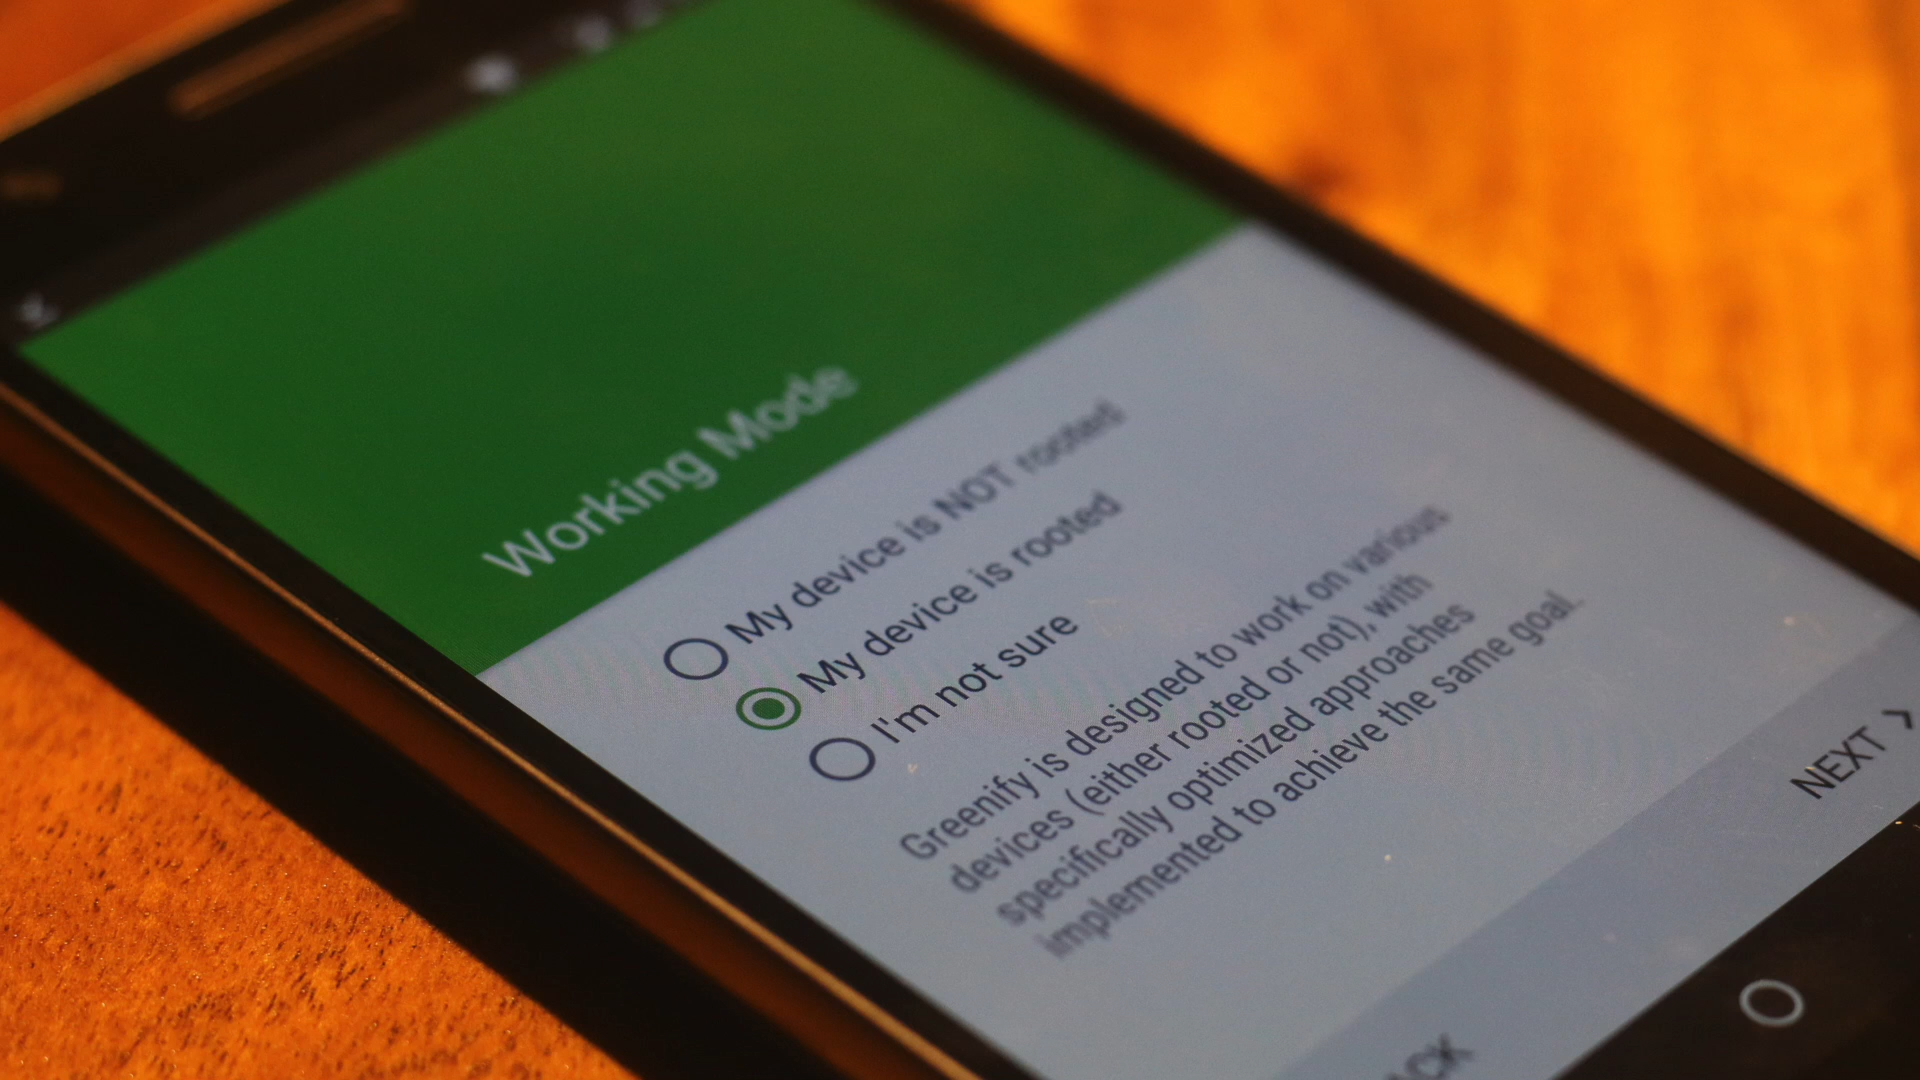 Working Mode
My device is NOT rooted
My device is rooted
I'm not sure
Greenify is designed to work on various
devices (either rooted or not), with
specifically optimized approaches
implemented to achieve the same goal.
NEXT >